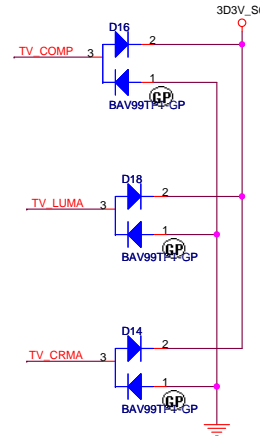 3D3V_S0
D16
TV_COMP
3
2
1
GP
BAV99TPT-GP
D18
TV_LUMA
3
2
1
GP
BAV99TPT-GP
D14
TV_CRMA
3
2
1
GP
BAV99TPT-GP